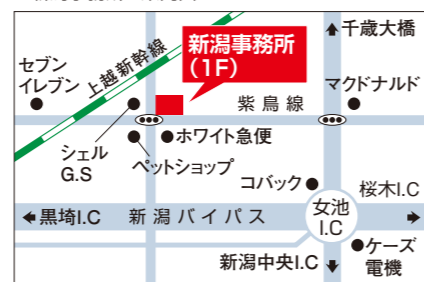 千歳大橋
新潟事務所
(1F)
セブン
イレブン
上越新幹線
マクドナルド
紫鳥線
シェル
G.S
ホワイト急便
ペットショップ
コバック
桜木I.C
女池
I.C
黒埼I.C
新潟バイパス
ケーズ
電機
新潟中央I.C